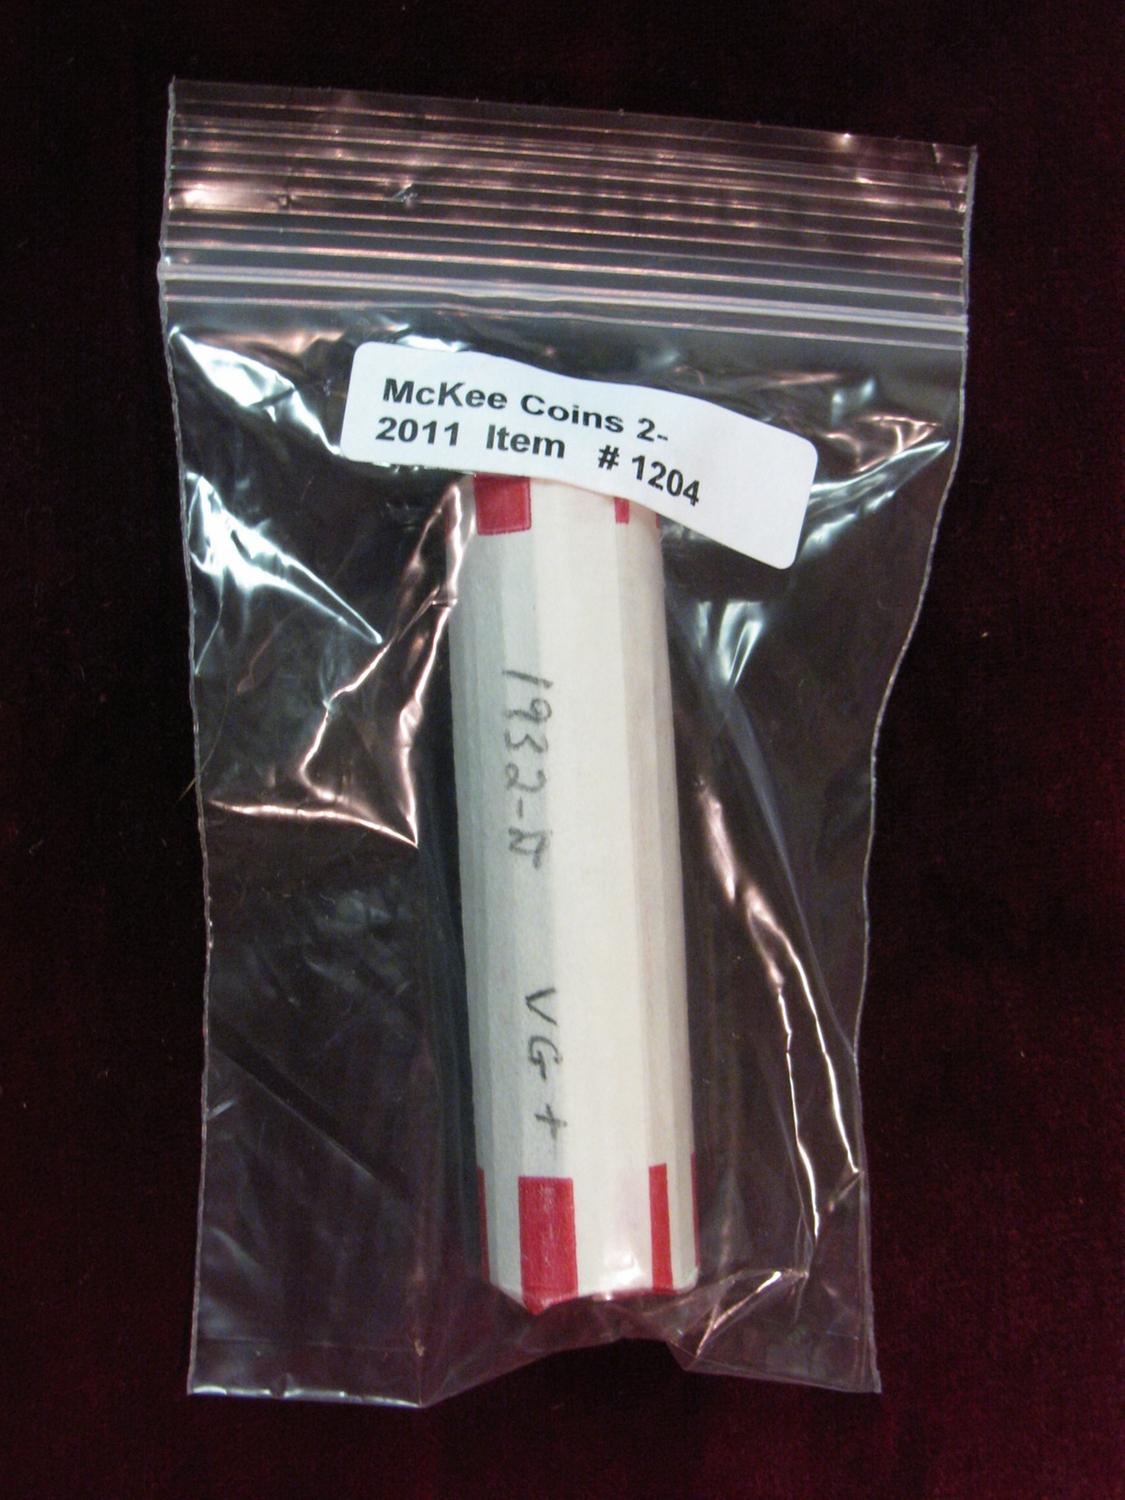 McKee Coins 2-
2011 Item # 1204
1932-D VG +